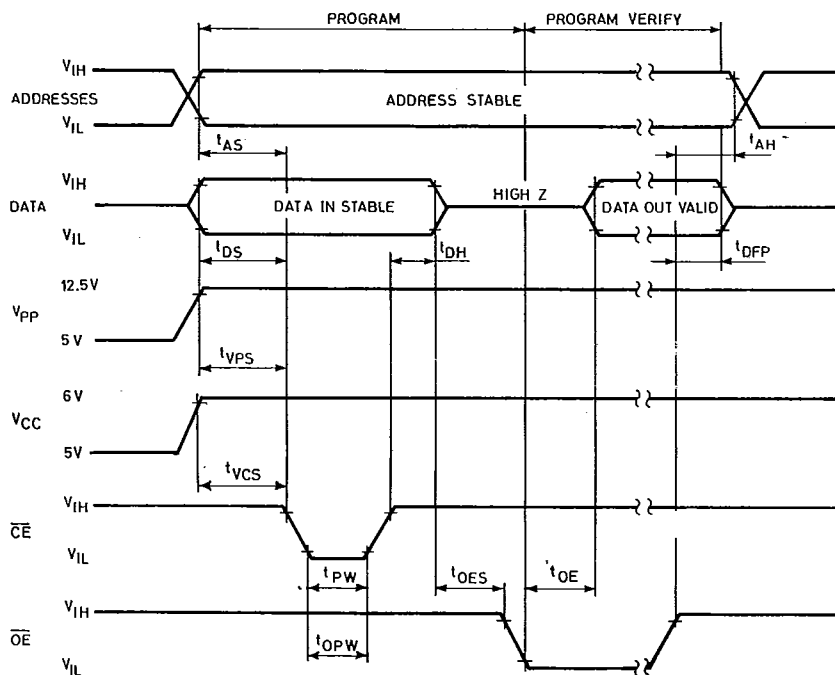 PROGRAM PROGRAM VERIFY
VIH
ADDRESSES ADDRESS STABLE
VIL
tAS tAH
VIH
DATA DATA IN STABLE HIGH Z DATA OUT VALID
VIL
tDS tDH tDFP
12.5V
VPP
5V
tVPS
6V
VCC
5V
tVCS
VIH
CE
VIL
tPW tOES tOE
VIH
OE tOPW
VIL